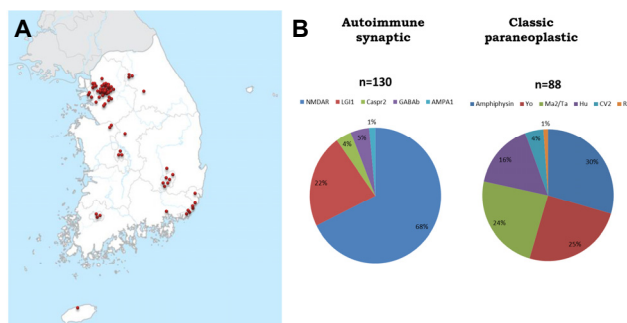 A
B
Autoimmune
synaptic
Classic
paraneoplastic
n=130
n=88
NMDAR LGI1 Caspr2 GABAb AMPA1
Amphiphysin Yo Ma2/Ta Hu CV2 R
1%
5%
4%
22%
68%
1%
4%
16%
30%
24%
25%